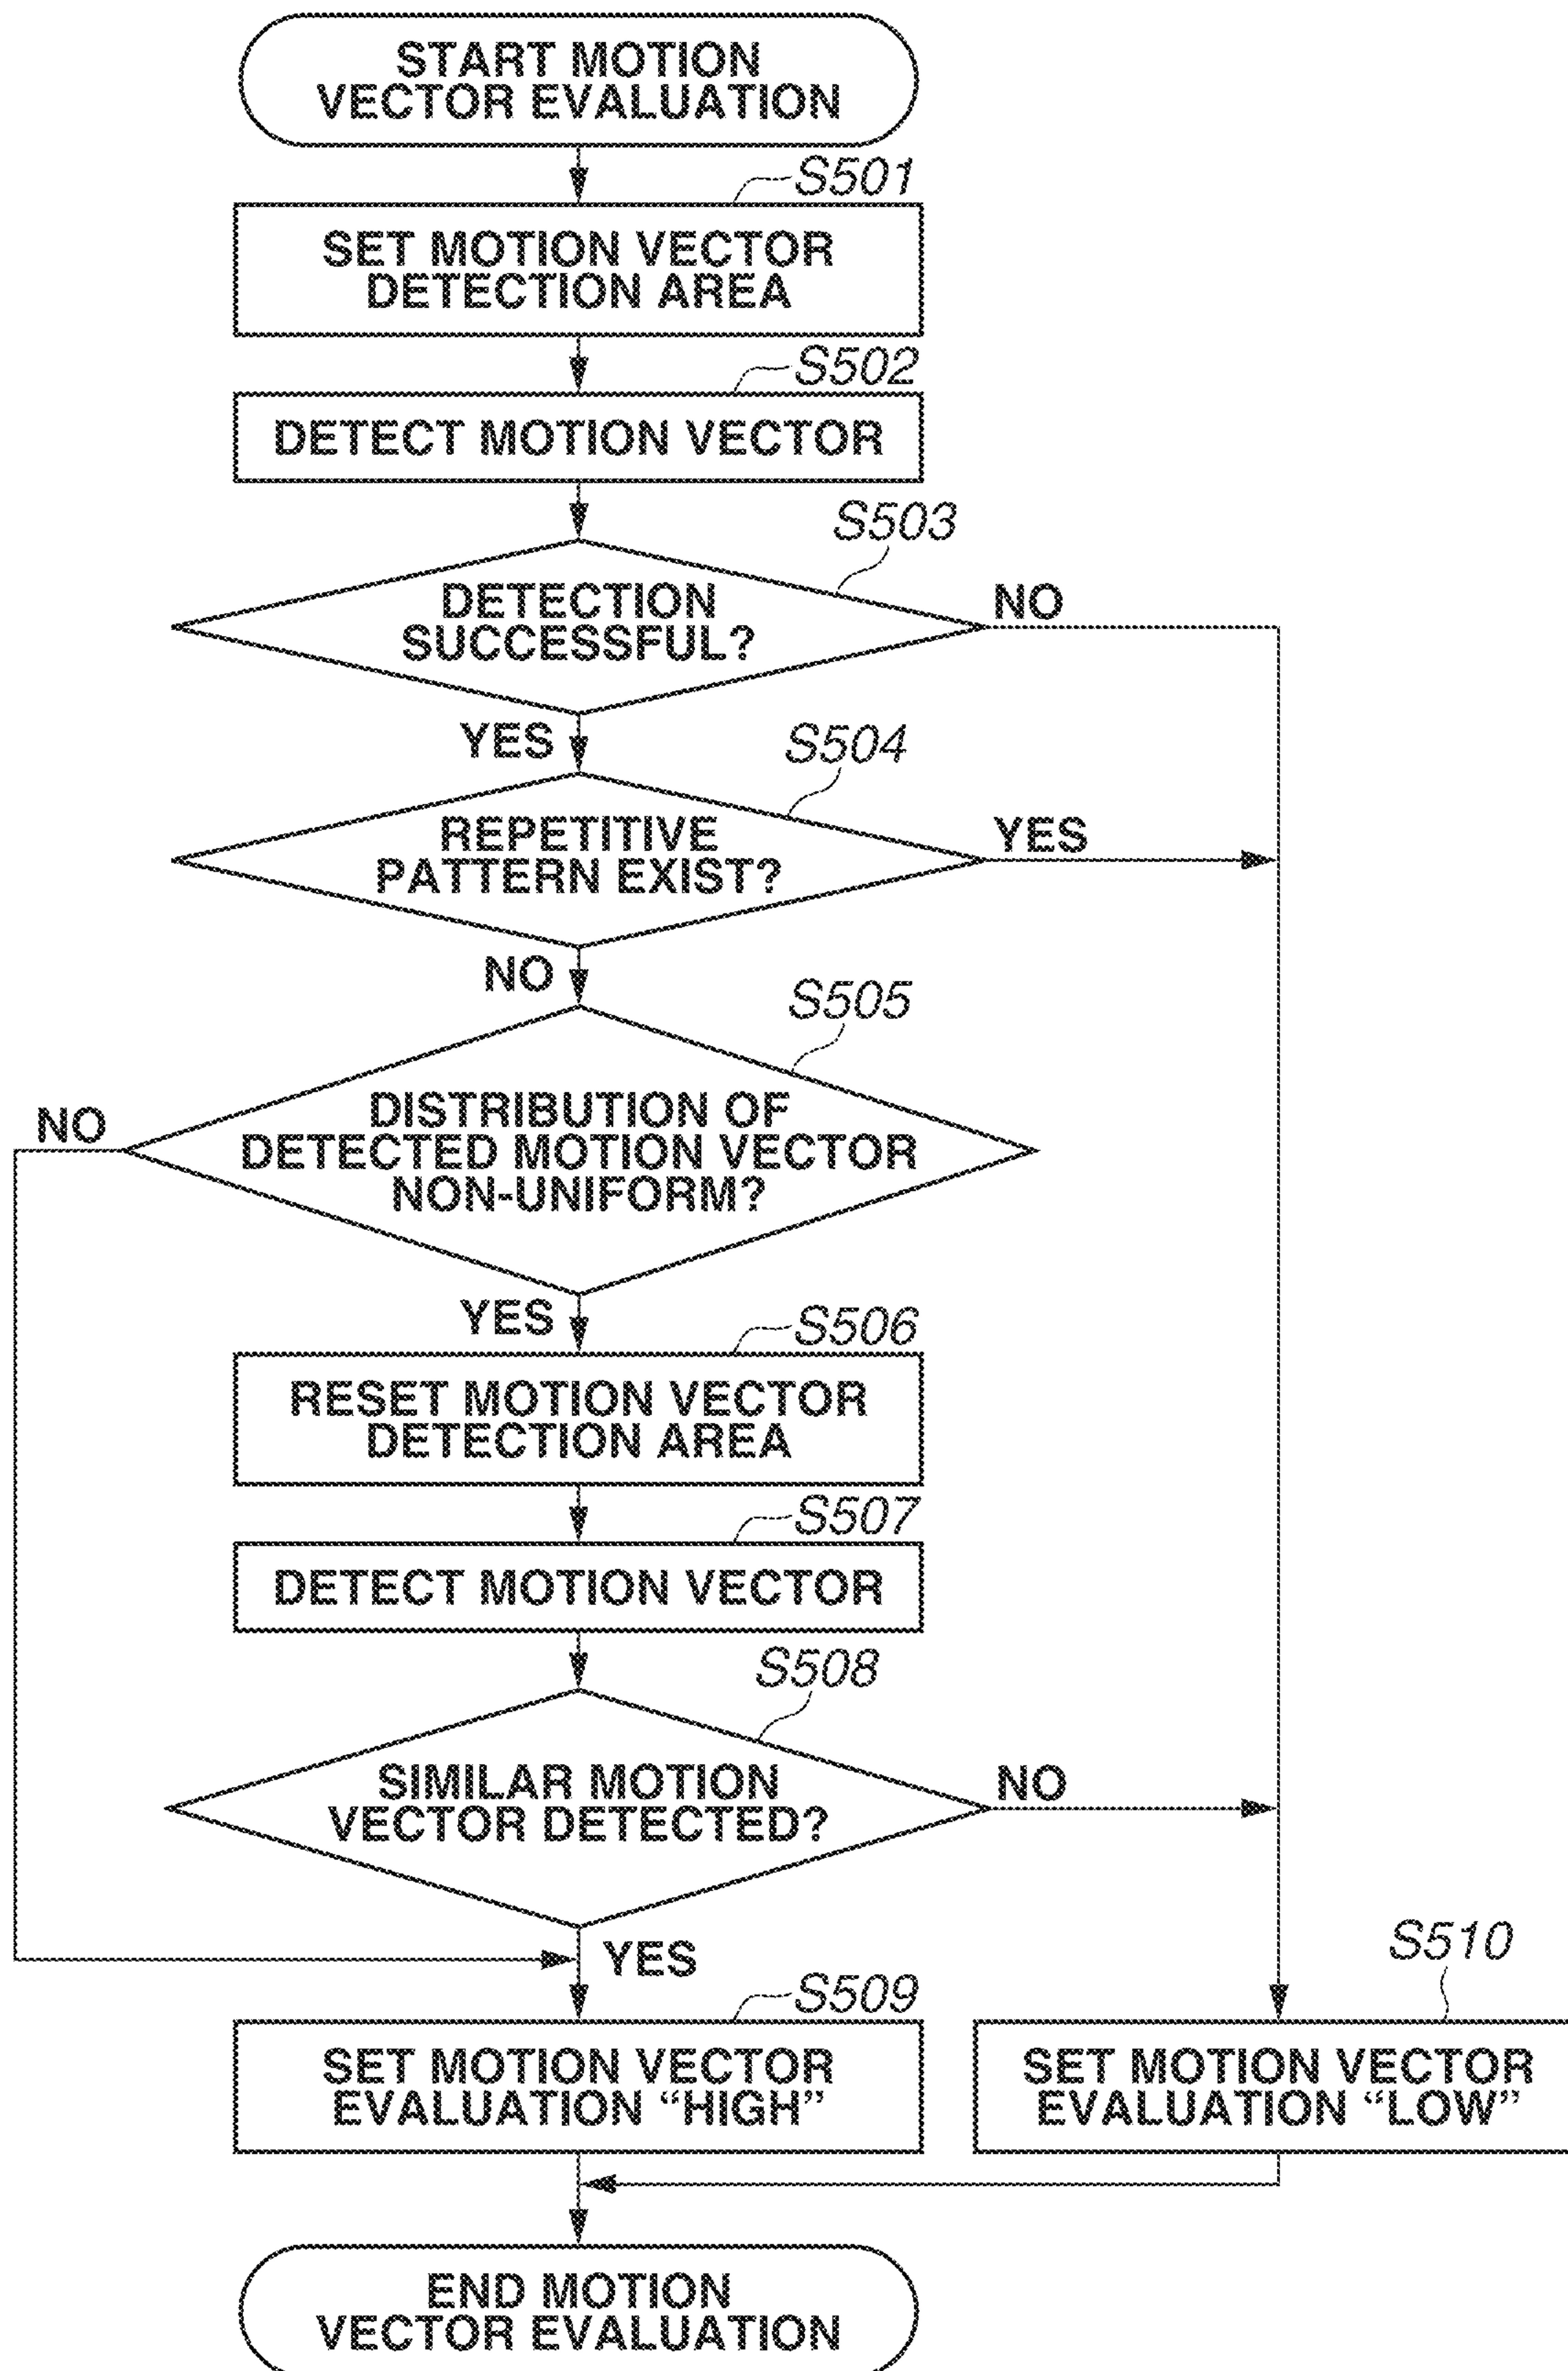 START MOTION
VECTOR EVALUATION
S501
SET MOTION VECTOR
DETECTION AREA
S502
DETECT MOTION VECTOR
S503
DETECTION
SUCCESSFUL?
NO
YES
S504
REPETITIVE
PATTERN EXIST?
YES
NO
S505
DISTRIBUTION OF
DETECTED MOTION VECTOR
NON-UNIFORM?
NO
YES
S506
RESET MOTION VECTOR
DETECTION AREA
S507
DETECT MOTION VECTOR
S508
SIMILAR MOTION
VECTOR DETECTED?
NO
YES
S509
SET MOTION VECTOR
EVALUATION “HIGH”
S510
SET MOTION VECTOR
EVALUATION “LOW”
END MOTION
VECTOR EVALUATION